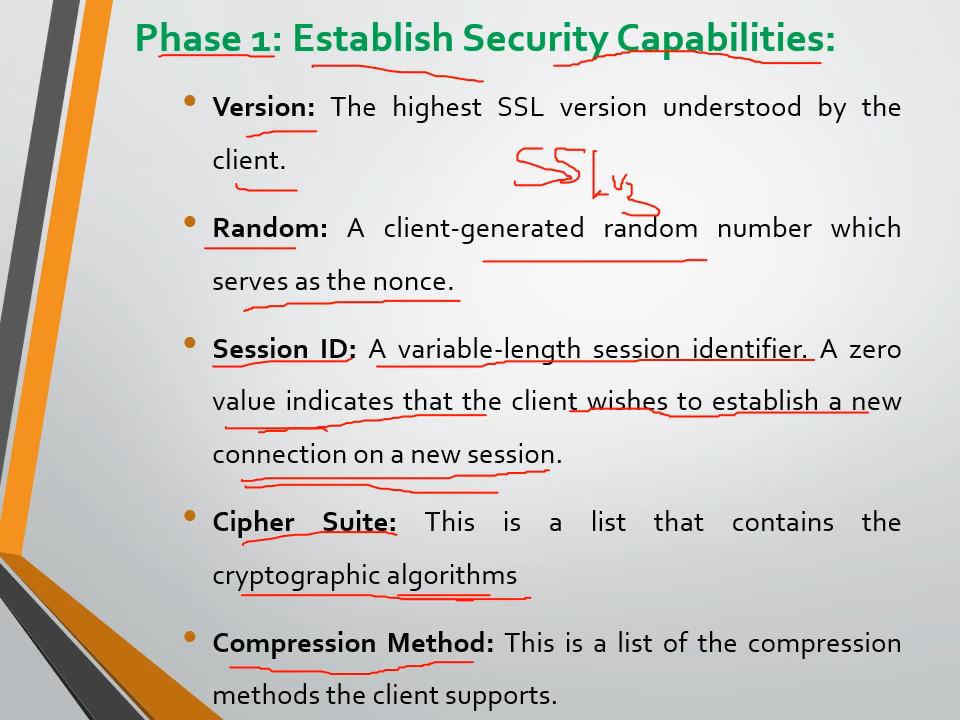 Phase 1: Establish Security Capabilities:
• Version: The highest SSL version understood by the
client.
SSLv3
• Random: A client-generated random number which
serves as the nonce.
• Session ID: A variable-length session identifier. A zero
value indicates that the client wishes to establish a new
connection on a new session.
• Cipher Suite: This is a list that contains the
cryptographic algorithms
• Compression Method: This is a list of the compression
methods the client supports.